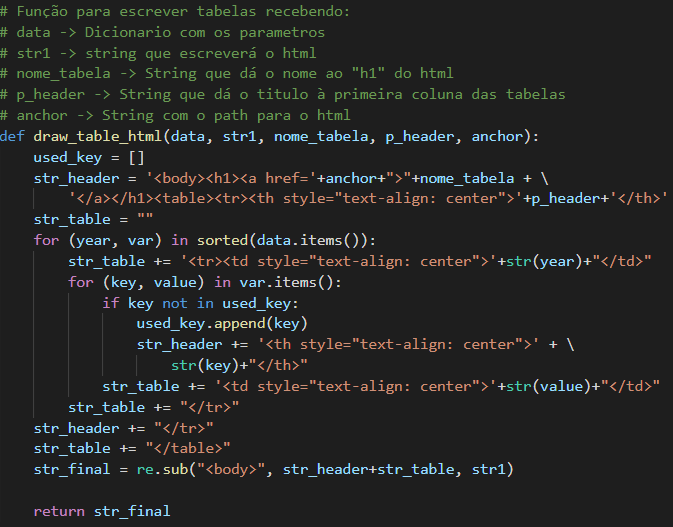 # Função para escrever tabelas recebendo:
# data -> Dicionario com os parametros
# str1 -> string que escreverá o html
# nome_tabela -> String que dá o nome ao "h1" do html
# p_header -> String que dá o titulo à primeira coluna das tabelas
# anchor -> String com o path para o html
def draw_table_html(data, str1, nome_tabela, p_header, anchor):
    used_key = []
    str_header = '<body><h1><a href='+anchor+">"+nome_tabela + \
        '</a></h1><table><tr><th style="text-align: center">'+p_header+'</th>'
    str_table = ""
    for (year, var) in sorted(data.items()):
        str_table += '<tr><td style="text-align: center">'+str(year)+"</td>"
        for (key, value) in var.items():
            if key not in used_key:
                used_key.append(key)
                str_header += '<th style="text-align: center">' + \
                    str(key)+"</th>"
            str_table += '<td style="text-align: center">'+str(value)+"</td>"
        str_table += "</tr>"
    str_header += "</tr>"
    str_table += "</table>"
    str_final = re.sub("<body>", str_header+str_table, str1)

    return str_final